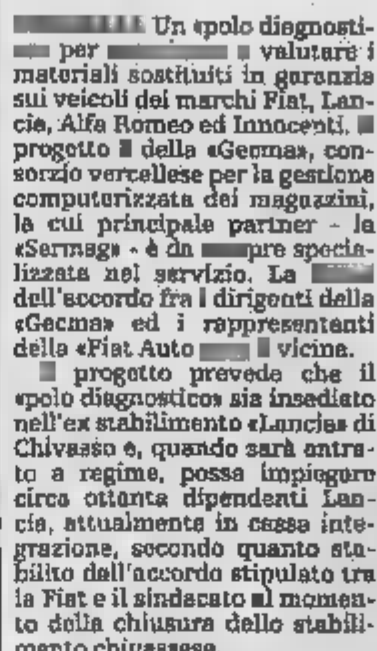 Un «polo diagnosti-
per valutare i
materiali sostituiti in garanzia
sui veicoli dei marchi Fiat, Lan-
cia, Alfa Romeo ed Innocenti.
progetto della «Gecma», con-
sorzio vercellese per la gestione
computerizzata dei magazzini,
la cui principale partner - la
«Sermag» - è da pre specia-
lizzata nel servizio. La
dell'accordo fra i dirigenti della
«Gecma» ed i rappresentanti
della «Fiat Auto vicina.
progetto prevede che il
«polo diagnostico» sia insediato
nell'ex stabilimento «Lancia» di
Chivasso e, quando sarà entra-
to a regime, possa impiegare
circa ottanta dipendenti Lan-
cia, attualmente in cassa inte-
grazione, secondo quanto sta-
bilito dall'accordo stipulato tra
la Fiat e il sindacato al momen-
to della chiusura dello stabili-
mento chivassese